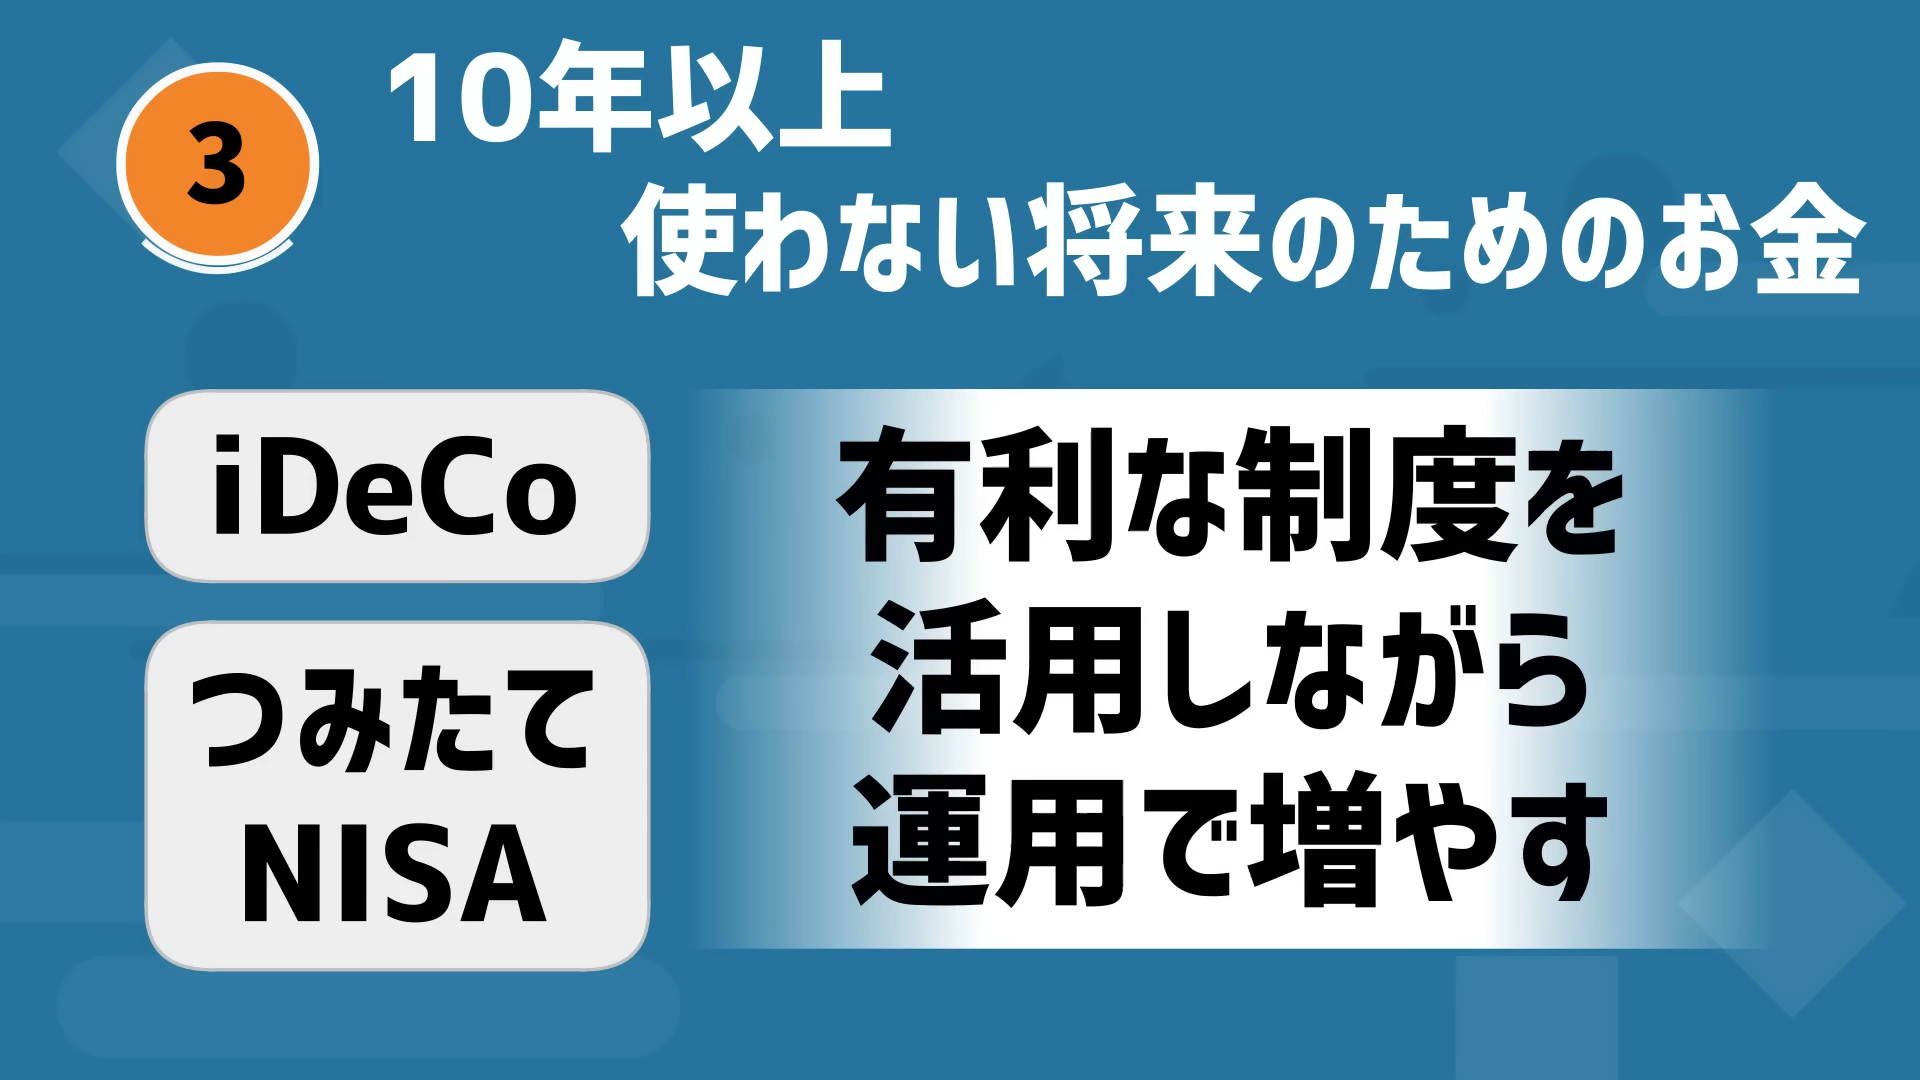 3
10年以上
使わない将来のためのお金
iDeCo
つみたて
NISA
有利な制度を
活用しながら
運用で増やす